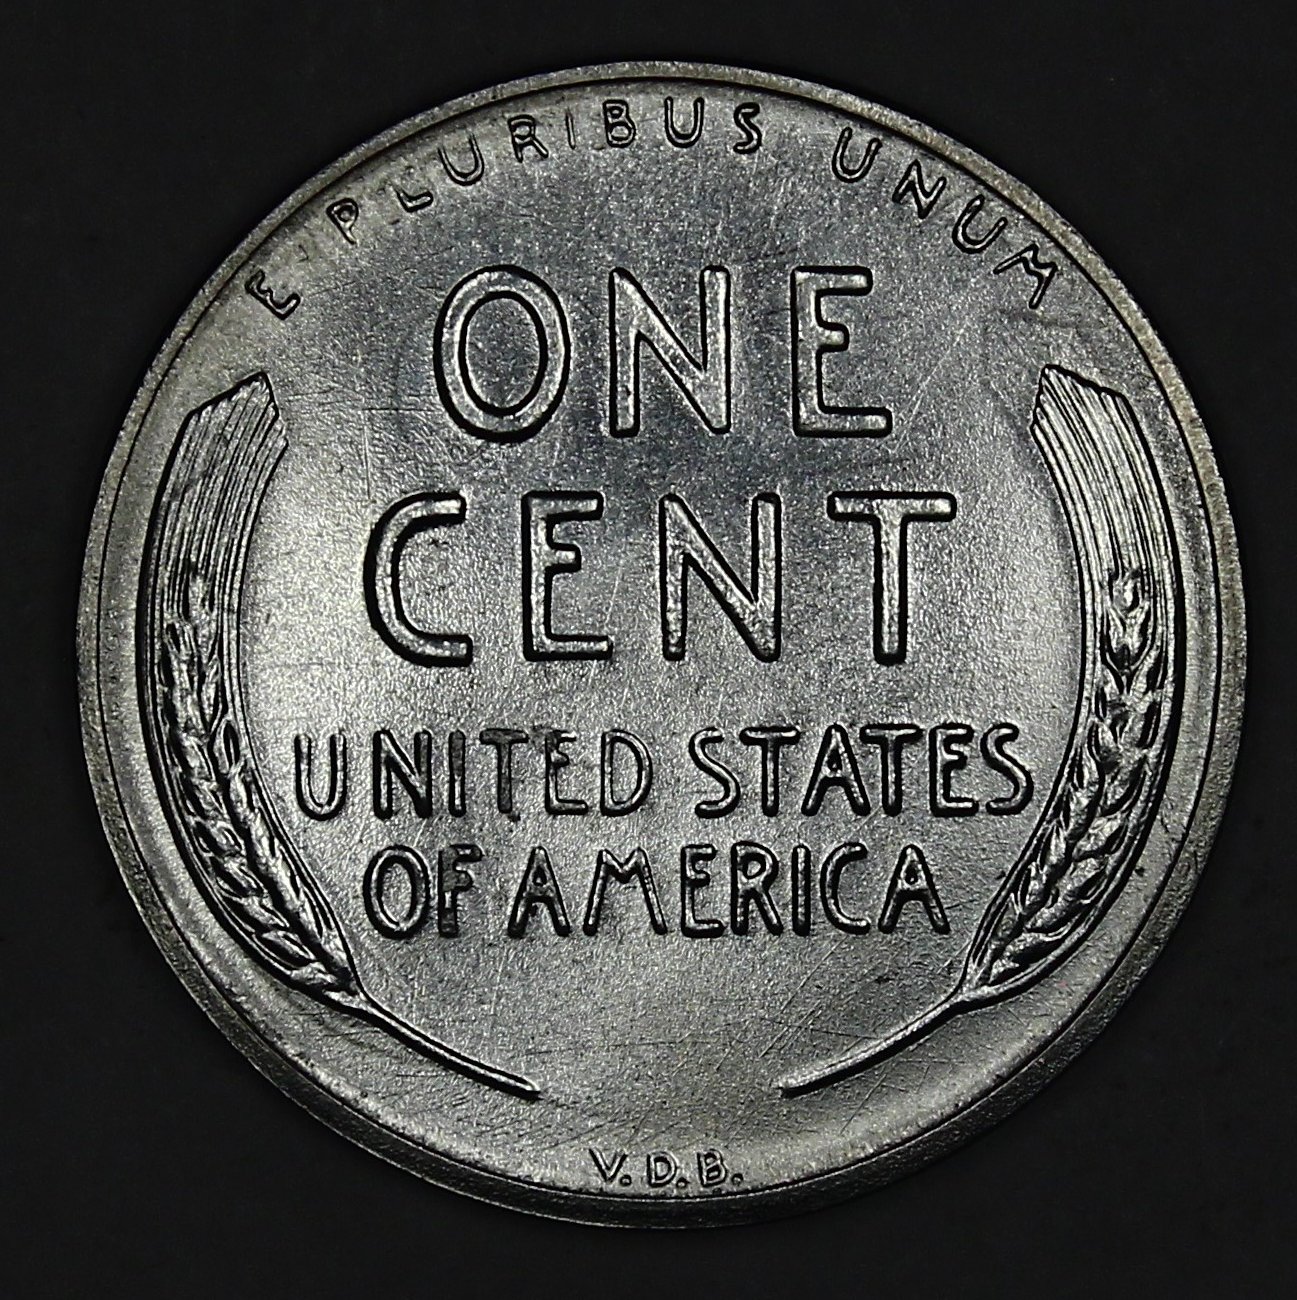 E PLURIBUS UNUM
ONE
CENT
UNITED STATES
OF AMERICA
V.D.B.